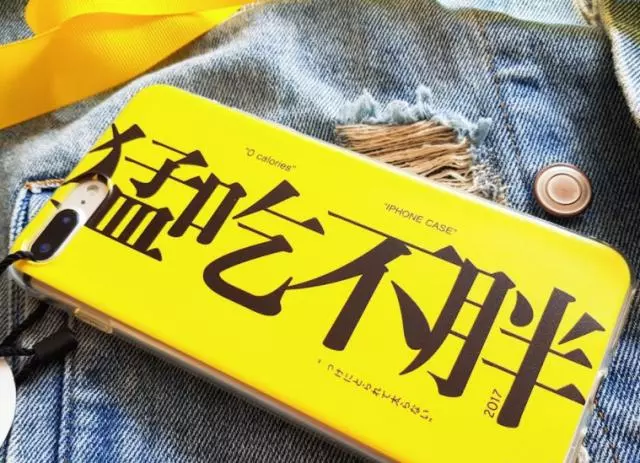 "0 calories"
"IPHONE CASE"
猛吃不胖
2017